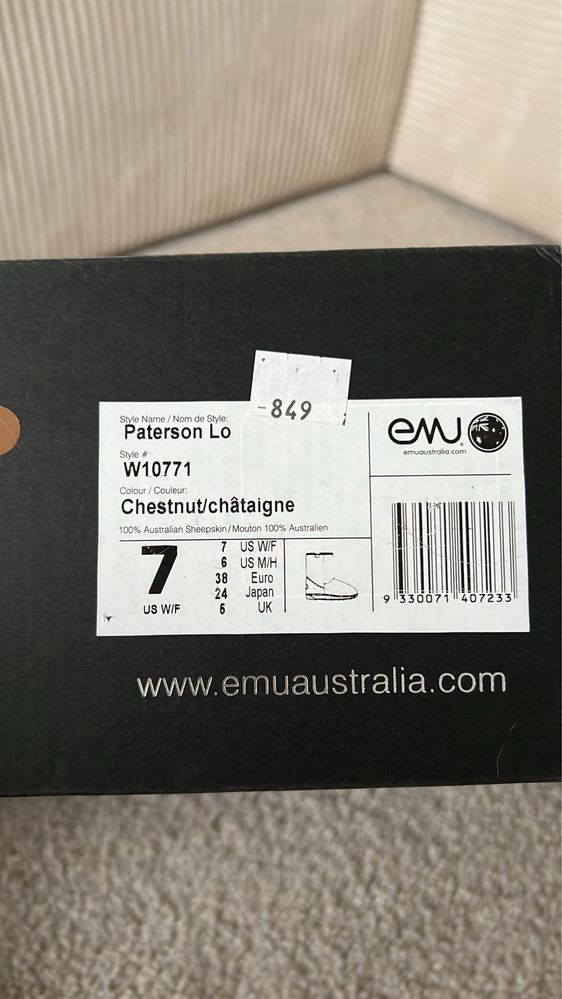 -849
Style Name / Nom de Style:
Paterson Lo
Style #
W10771
Colour / Couleur:
Chestnut/châtaigne
100% Australian Sheepskin/Mouton 100% Australien
7
US W/F
7 US W/F
6 US M/H
38 Euro
24 Japan
5 UK
emu
emuaustralia.com
9 330071 407233
www.emuaustralia.com